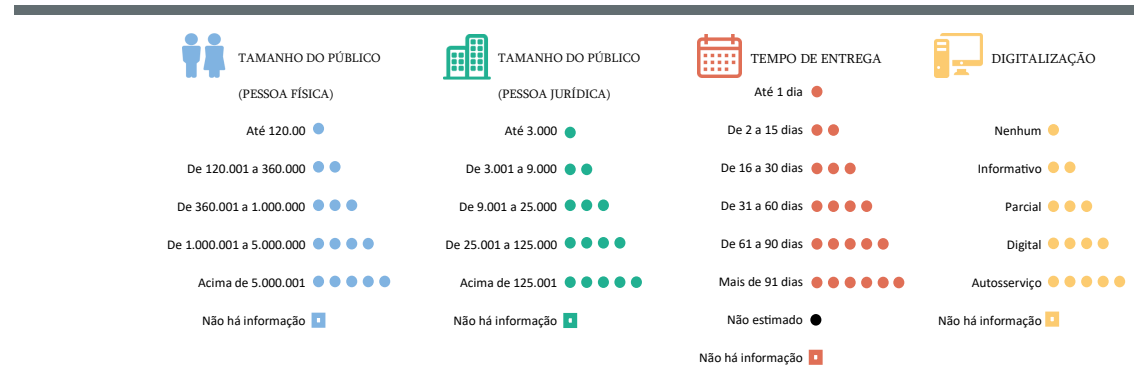 TAMANHO DO PÚBLICO
(PESSOA FÍSICA)
Até 120.00
De 120.001 a 360.000
De 360.001 a 1.000.000
De 1.000.001 a 5.000.000
Acima de 5.000.001
Não há informação
TAMANHO DO PÚBLICO
(PESSOA JURÍDICA)
Até 3.000
De 3.001 a 9.000
De 9.001 a 25.000
De 25.001 a 125.000
Acima de 125.001
Não há informação
TEMPO DE ENTREGA
Até 1 dia
De 2 a 15 dias
De 16 a 30 dias
De 31 a 60 dias
De 61 a 90 dias
Mais de 91 dias
Não estimado
Não há informação
DIGITALIZAÇÃO
Nenhum
Informativo
Parcial
Digital
Autosserviço
Não há informação